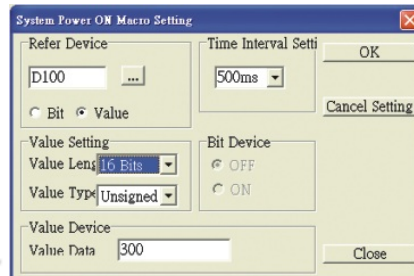 System Power ON Macro Setting
Refer Device
D100
...
Bit
Value
Time Interval Setti
500ms
OK
Cancel Setting
Value Setting
Value Leng 16 Bits
Value Type Unsigned
Bit Device
OFF
ON
Value Device
Value Data 300
Close